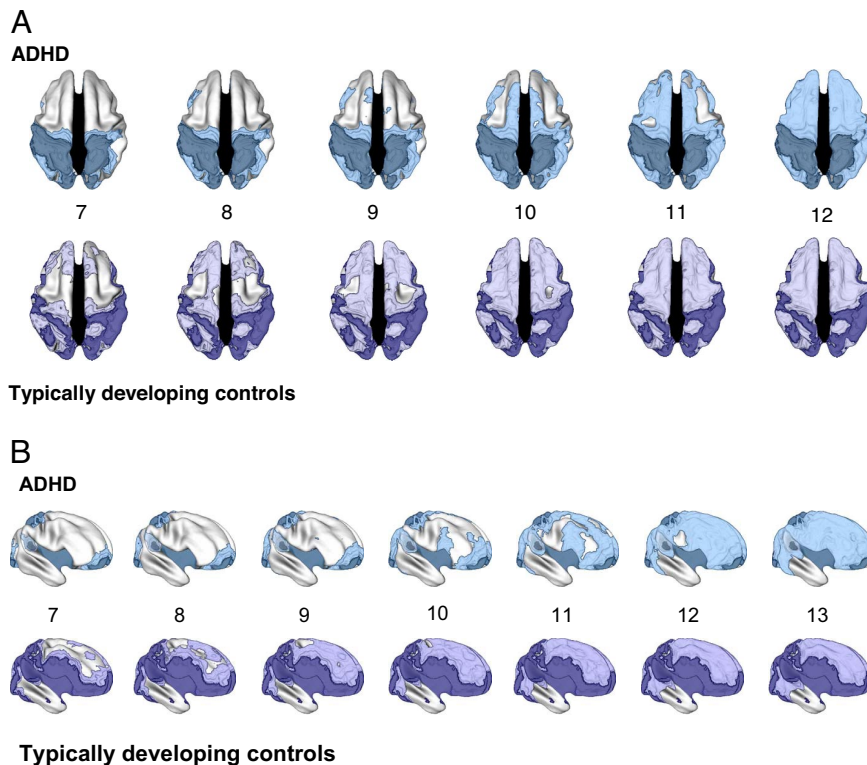 A
ADHD
7 8 9 10 11 12
Typically developing controls
B
ADHD
7 8 9 10 11 12 13
Typically developing controls